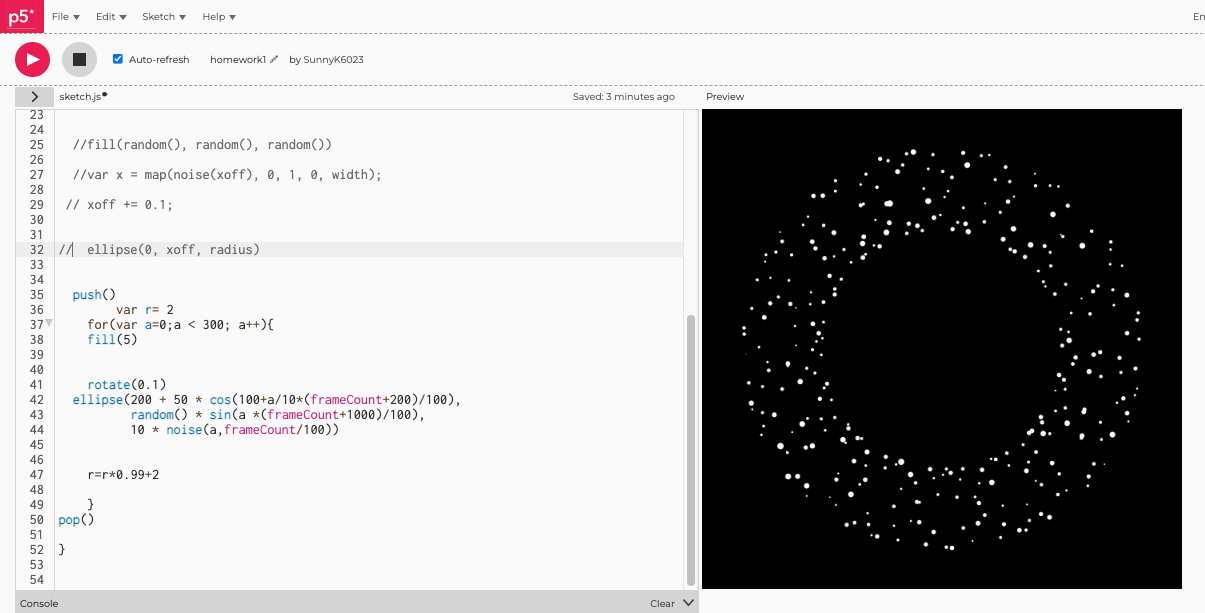 p5* File Edit Sketch Help En
Auto-refresh homework1 by SunnyK6023
> sketch.js Saved: 3 minutes ago Preview
23
24
25 //fill(random(), random(), random())
26
27 //var x = map(noise(xoff), 0, 1, 0, width);
28
29 // xoff += 0.1;
30
31
32 // ellipse(0, xoff, radius)
33
34
35 push()
36 var r= 2
37 for(var a=0;a < 300; a++){
38 fill(5)
39
40
41 rotate(0.1)
42 ellipse(200 + 50 * cos(100+a/10*(frameCount+200)/100),
43 random() * sin(a *(frameCount+1000)/100),
44 10 * noise(a,frameCount/100))
45
46
47 r=r*0.99+2
48
49 }
50 pop()
51
52 }
53
54
Console Clear